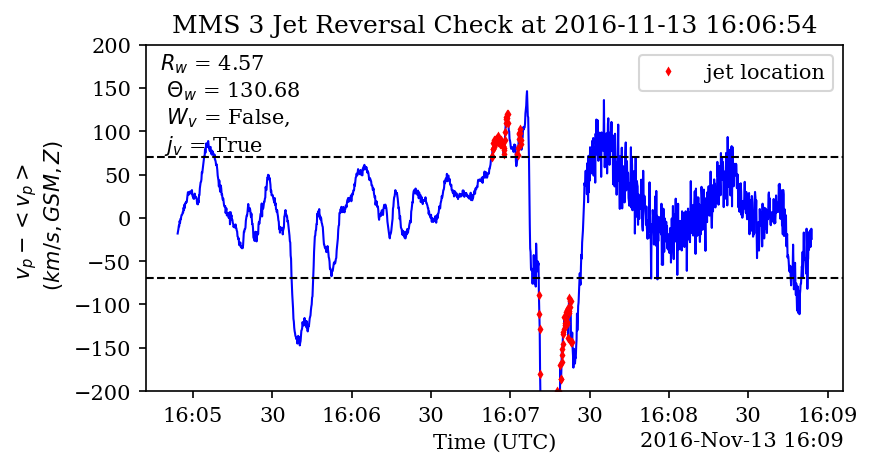 MMS 3 Jet Reversal Check at 2016-11-13 16:06:54
R_w = 4.57
Θ_w = 130.68
W_v = False,
j_v = True
jet location
200
150
100
50
0
−50
−100
−150
−200
v_p − < v_p >
(km/s, GSM, Z)
16:05 30 16:06 30 16:07 30 16:08 30 16:09
Time (UTC) 2016-Nov-13 16:09